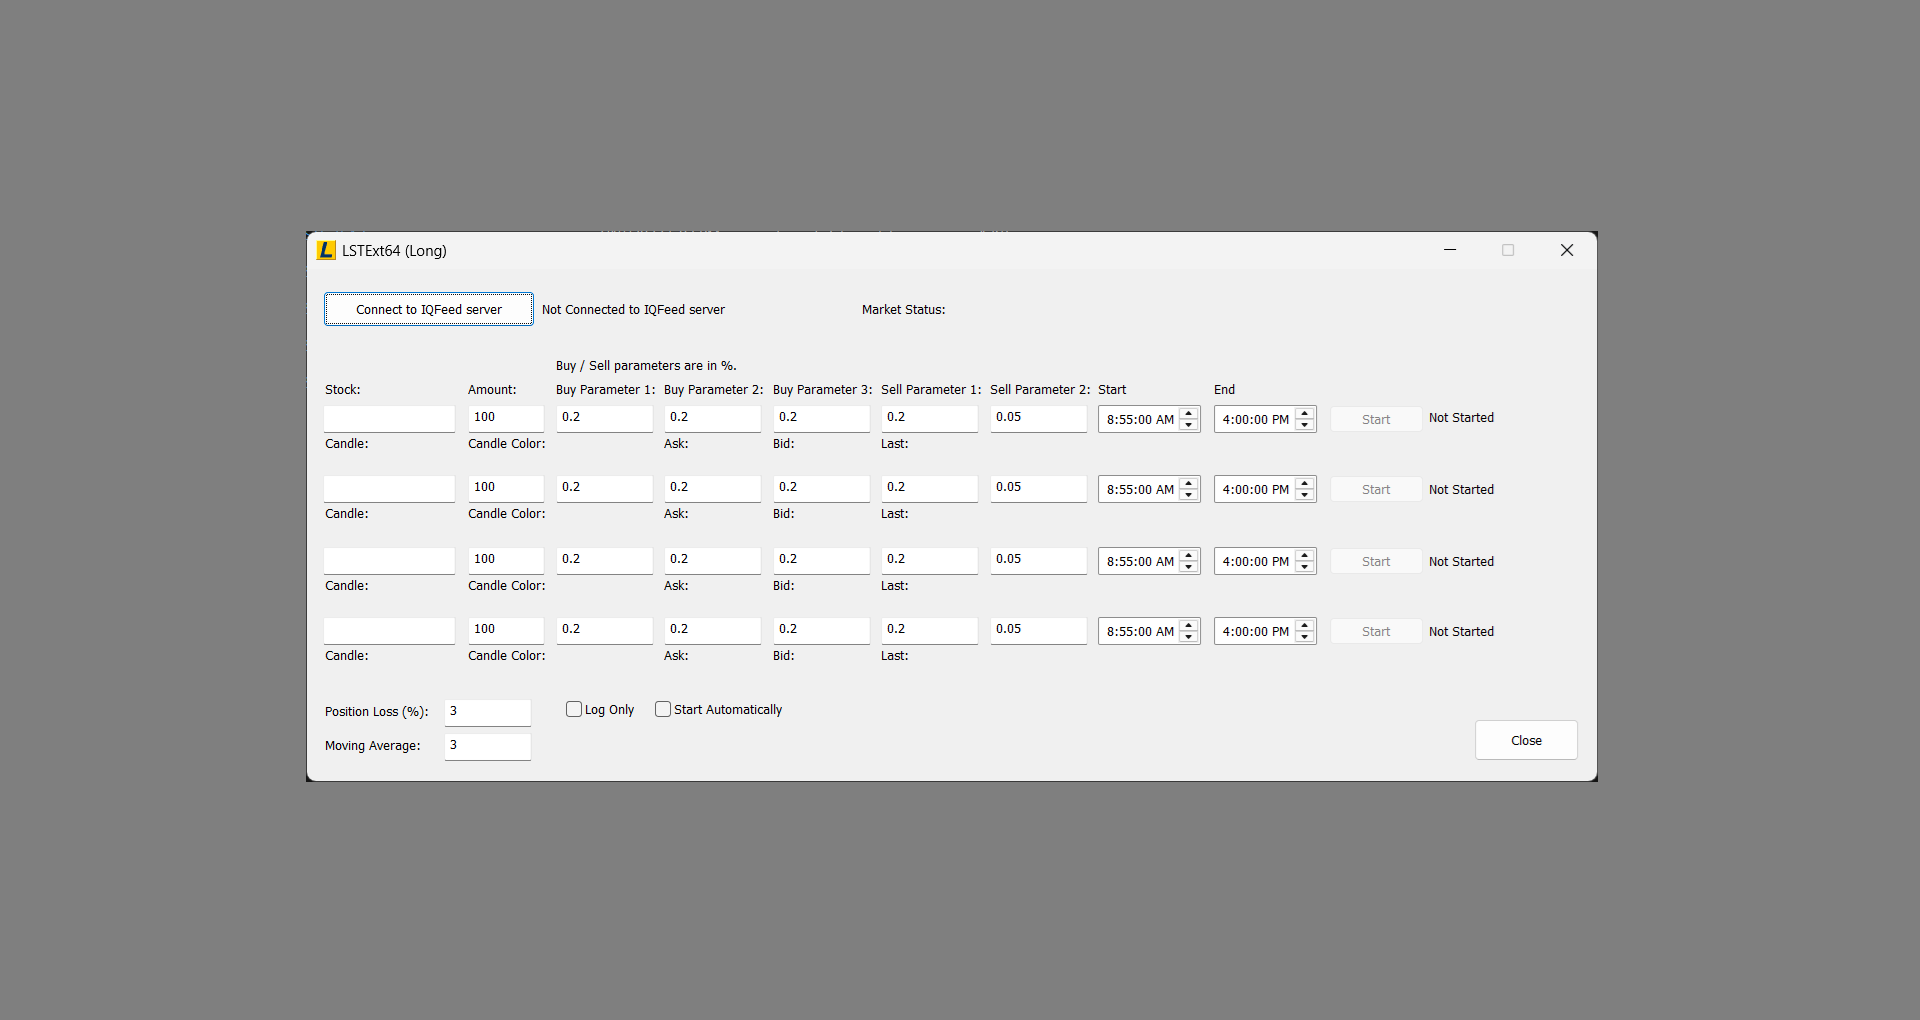 L LSTExt64 (Long)
Connect to IQFeed server Not Connected to IQFeed server Market Status:
Buy / Sell parameters are in %.
Stock: Amount: Buy Parameter 1: Buy Parameter 2: Buy Parameter 3: Sell Parameter 1: Sell Parameter 2: Start End
100 0.2 0.2 0.2 0.2 0.05 8:55:00 AM 4:00:00 PM Start Not Started
Candle: Candle Color: Ask: Bid: Last:
100 0.2 0.2 0.2 0.2 0.05 8:55:00 AM 4:00:00 PM Start Not Started
Candle: Candle Color: Ask: Bid: Last:
100 0.2 0.2 0.2 0.2 0.05 8:55:00 AM 4:00:00 PM Start Not Started
Candle: Candle Color: Ask: Bid: Last:
100 0.2 0.2 0.2 0.2 0.05 8:55:00 AM 4:00:00 PM Start Not Started
Candle: Candle Color: Ask: Bid: Last:
Position Loss (%): 3 Log Only Start Automatically
Moving Average: 3
Close